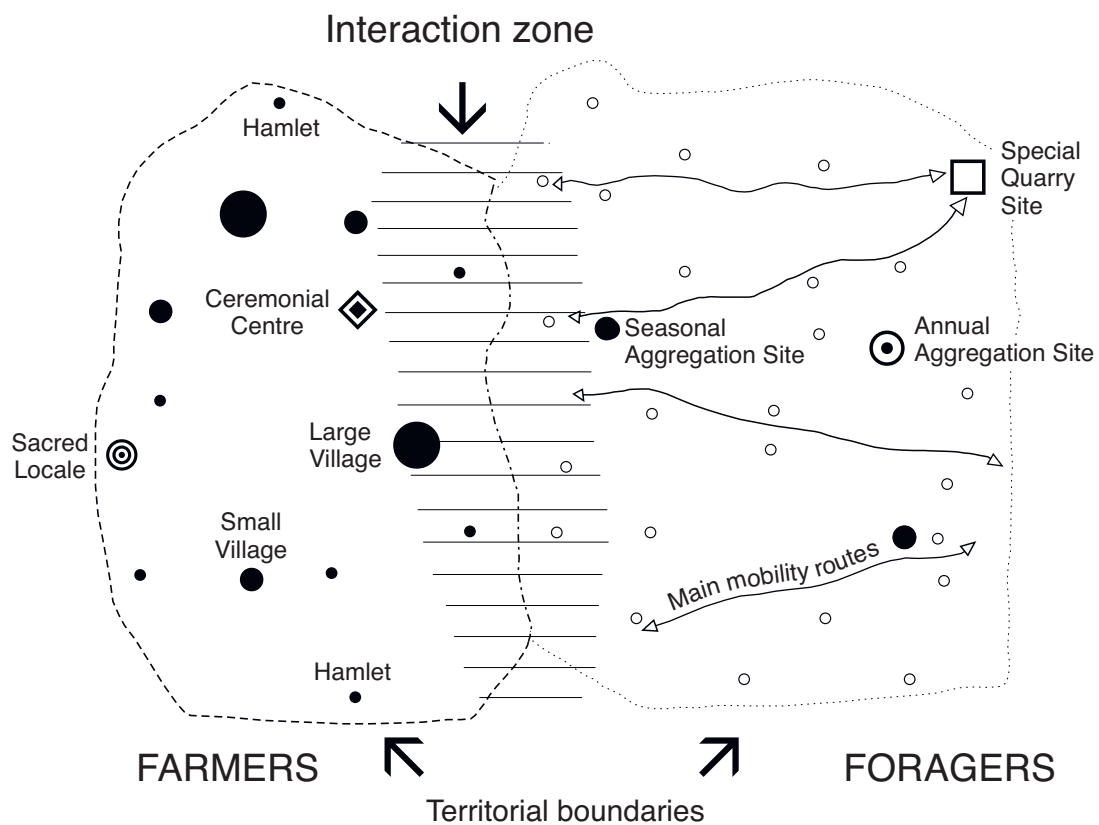 Interaction zone
Hamlet
Special
Quarry
Site
Ceremonial
Centre
Seasonal
Aggregation Site
Annual
Aggregation Site
Sacred
Locale
Large
Village
Small
Village
Main mobility routes
Hamlet
FARMERS
FORAGERS
Territorial boundaries